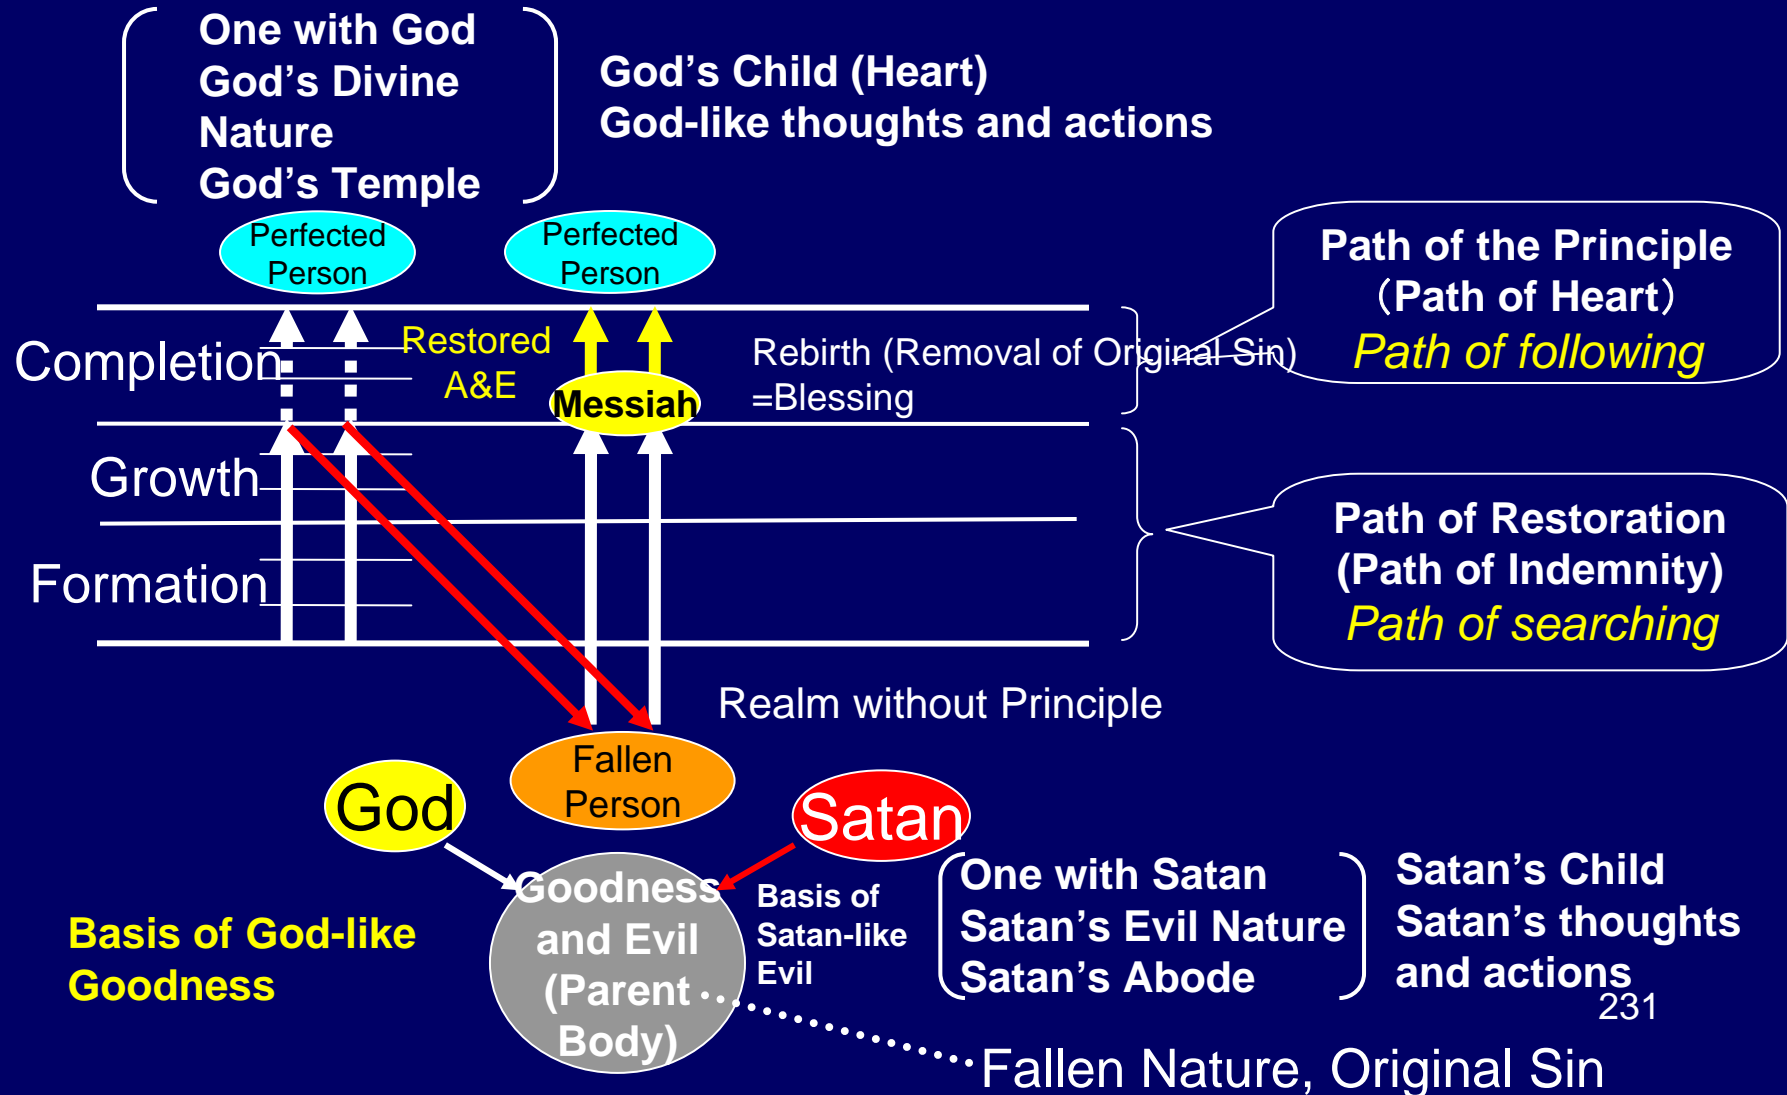 One with God
God’s Divine
Nature
God’s Temple
God’s Child (Heart)
God-like thoughts and actions
Perfected
Person
Perfected
Person
Path of the Principle
（Path of Heart）
Path of following
Completion
Restored
A&E
Messiah
Rebirth (Removal of Original Sin)
=Blessing
Growth
Formation
Path of Restoration
(Path of Indemnity)
Path of searching
Realm without Principle
Fallen
Person
God
Satan
Goodness
and Evil
(Parent
Body)
Basis of God-like
Goodness
Basis of
Satan-like
Evil
One with Satan
Satan’s Evil Nature
Satan’s Abode
Satan’s Child
Satan’s thoughts
and actions
231
Fallen Nature, Original Sin